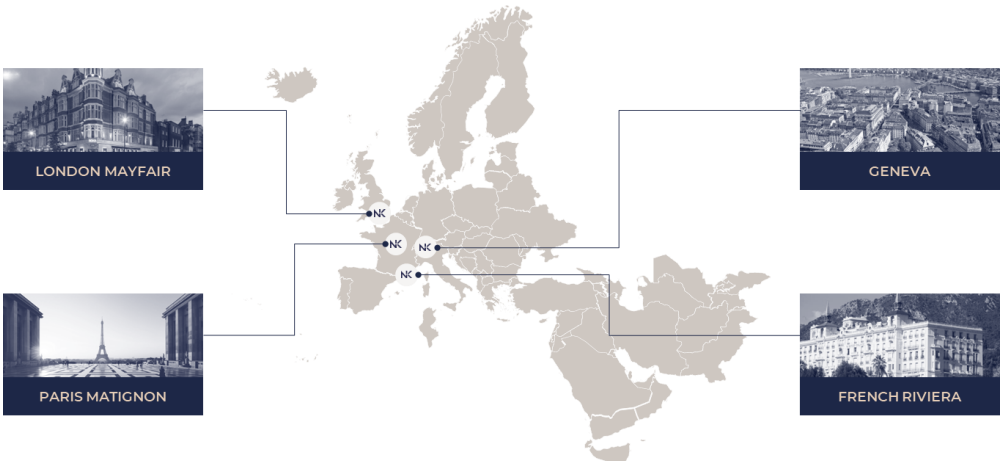 LONDON MAYFAIR
GENEVA
NK
NK
NK
NK
PARIS MATIGNON
FRENCH RIVIERA